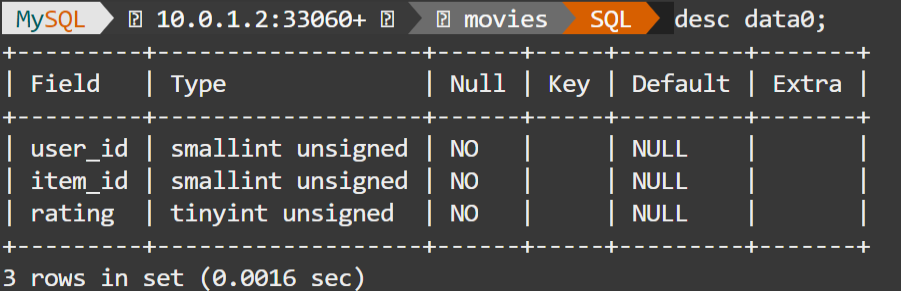 MySQL 10.0.1.2:33060+ movies SQL desc data0;
+---------+-------------------+------+-----+---------+-------+
| Field   | Type              | Null | Key | Default | Extra |
+---------+-------------------+------+-----+---------+-------+
| user_id | smallint unsigned | NO   |     | NULL    |       |
| item_id | smallint unsigned | NO   |     | NULL    |       |
| rating  | tinyint unsigned  | NO   |     | NULL    |       |
+---------+-------------------+------+-----+---------+-------+
3 rows in set (0.0016 sec)